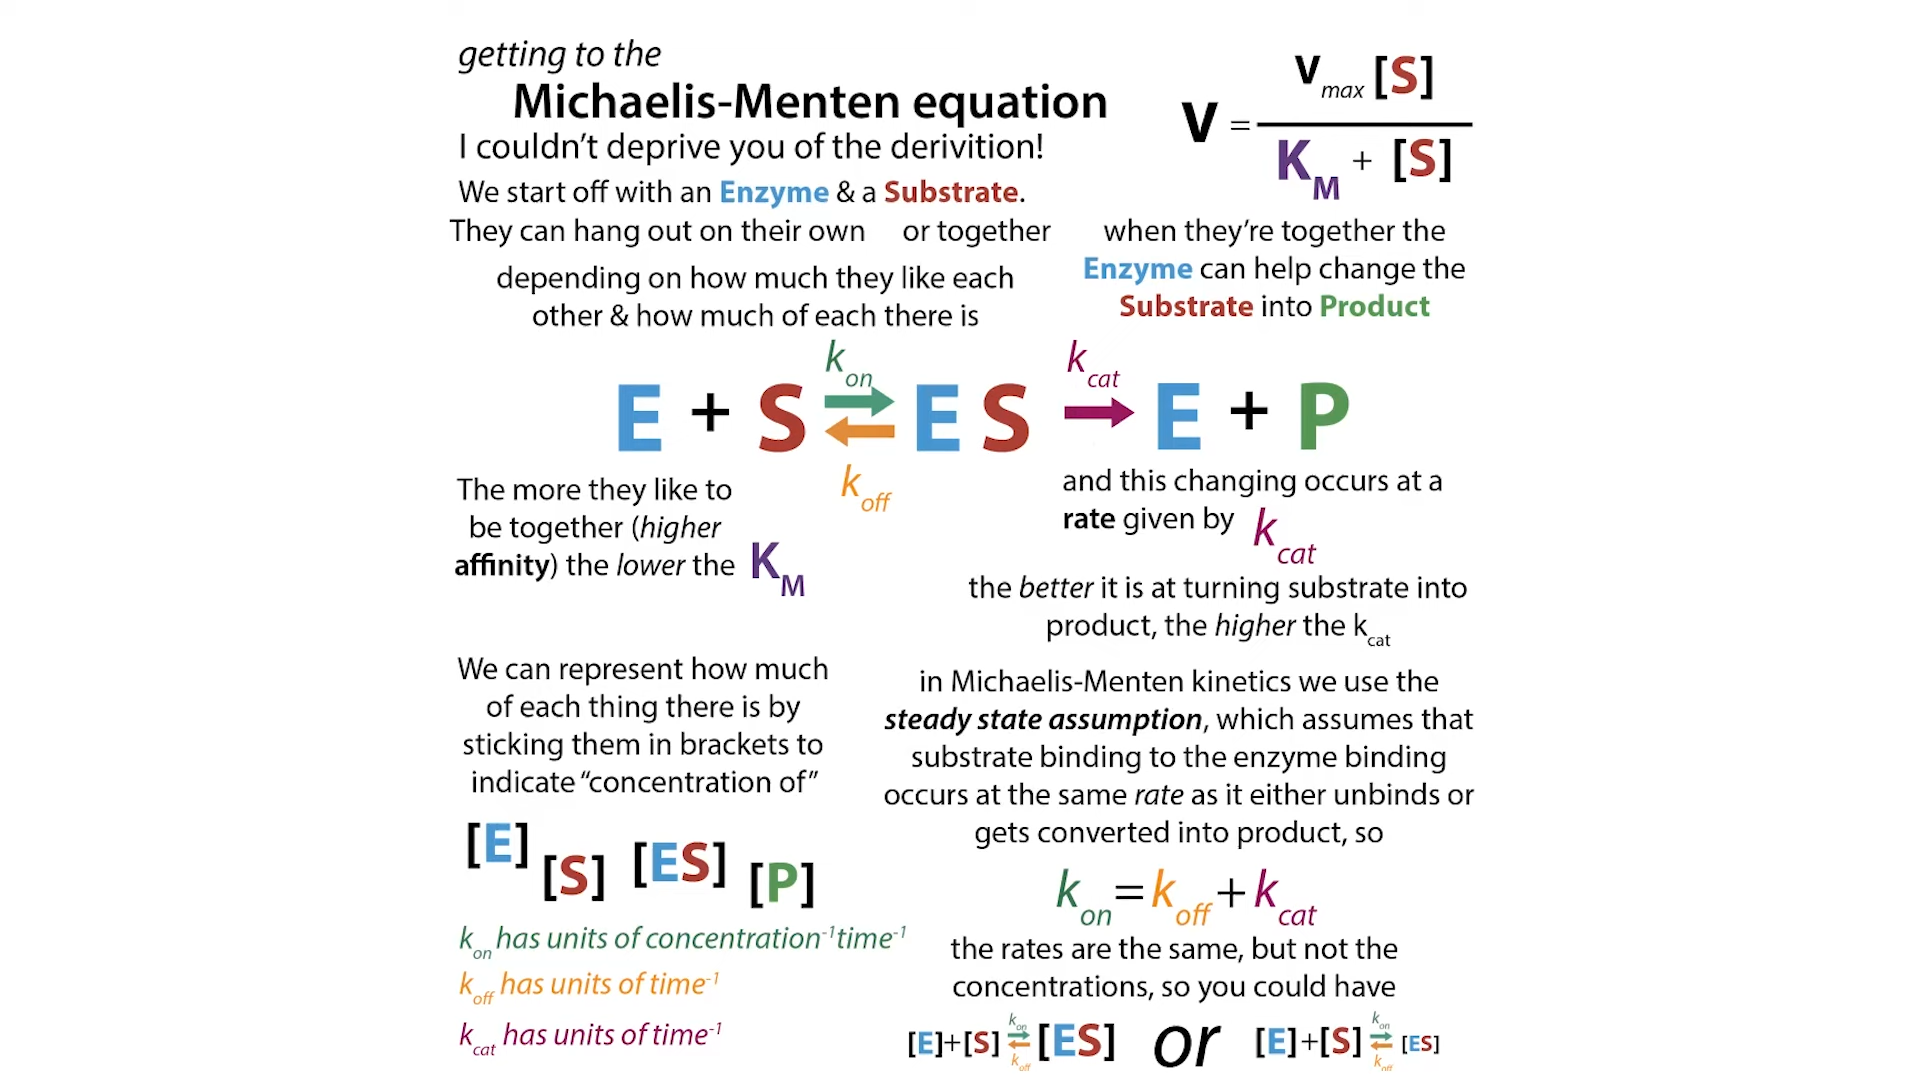 getting to the
Michaelis-Menten equation
I couldn't deprive you of the derivition!
V = Vmax [S]
KM + [S]
We start off with an Enzyme & a Substrate.
They can hang out on their own or together
depending on how much they like each
other & how much of each there is
when they're together the
Enzyme can help change the
Substrate into Product
kon
kcat
E + S ES E + P
koff
The more they like to
be together (higher
affinity) the lower the KM
and this changing occurs at a
rate given by kcat
the better it is at turning substrate into
product, the higher the kcat
We can represent how much
of each thing there is by
sticking them in brackets to
indicate “concentration of”
[E] [S] [ES] [P]
kon has units of concentration-1time-1
koff has units of time-1
kcat has units of time-1
in Michaelis-Menten kinetics we use the
steady state assumption, which assumes that
substrate binding to the enzyme binding
occurs at the same rate as it either unbinds or
gets converted into product, so
kon=koff+kcat
the rates are the same, but not the
concentrations, so you could have
kon kon
[E]+[S] [ES] or [E]+[S] [ES]
koff koff